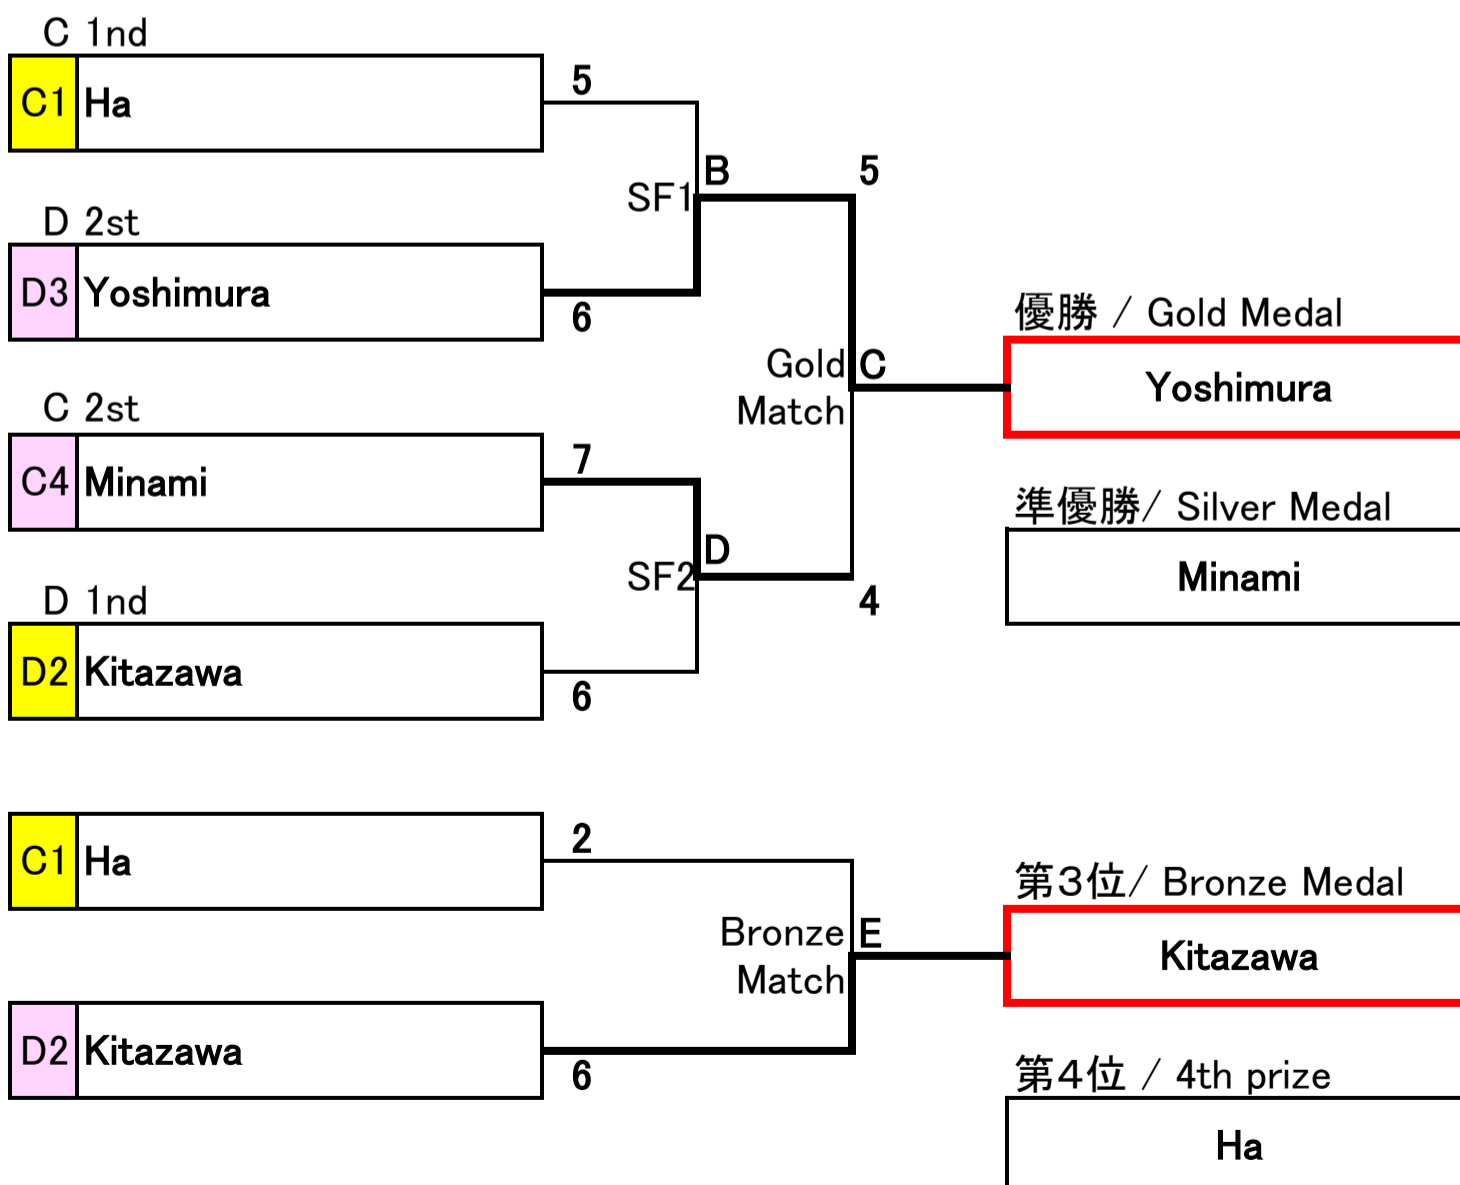 C 1nd
C1 Ha
5
SF1 B 5
D 2st
D3 Yoshimura
6
優勝 / Gold Medal
Gold C
Match
Yoshimura
C 2st
C4 Minami
7
準優勝/ Silver Medal
Minami
SF2 D
4
D 1nd
D2 Kitazawa
6
C1 Ha
2
第3位/ Bronze Medal
Bronze E
Match
Kitazawa
D2 Kitazawa
6
第4位 / 4th prize
Ha